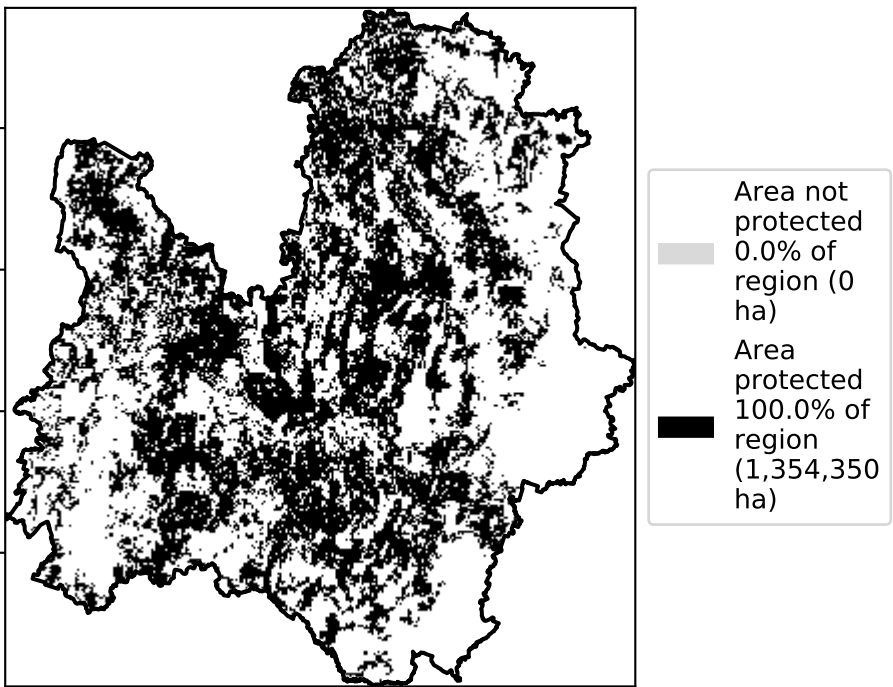 Area not
protected
0.0% of
region (0
ha)
Area
protected
100.0% of
region
(1,354,350
ha)